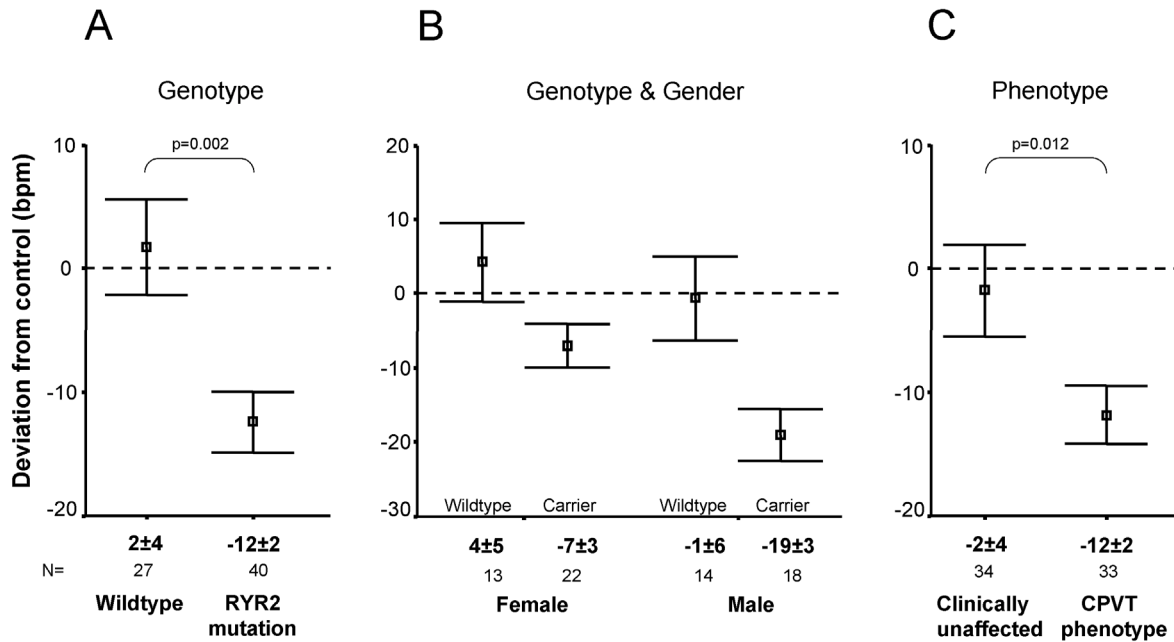 A
B
C
Genotype
Genotype & Gender
Phenotype
Deviation from control (bpm)
10
0
-10
-20
p=0.002
20
10
0
-10
-20
-30
Wildtype
Carrier
Wildtype
Carrier
10
0
-10
-20
p=0.012
2±4
-12±2
4±5
-7±3
-1±6
-19±3
-2±4
-12±2
N=
27
40
13
22
14
18
34
33
Wildtype
RYR2
mutation
Female
Male
Clinically
unaffected
CPVT
phenotype